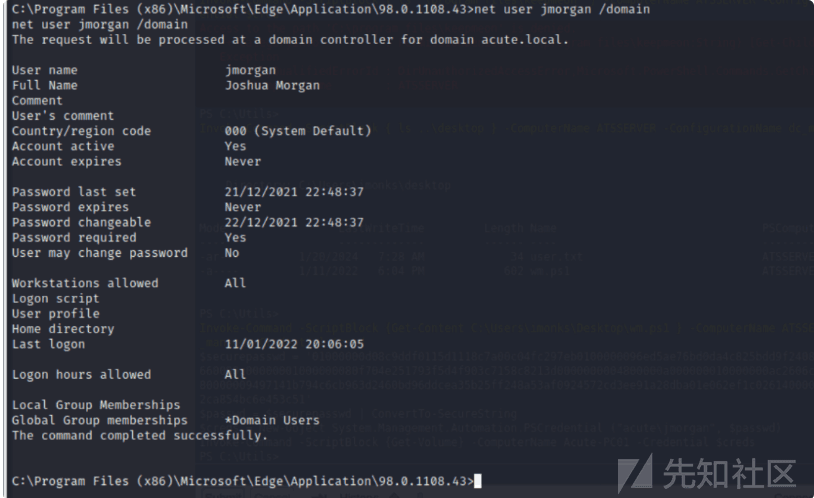 C:\Program Files (x86)\Microsoft\Edge\Application\98.0.1108.43>net user jmorgan /domain
net user jmorgan /domain
The request will be processed at a domain controller for domain acute.local.
User name jmorgan
Full Name Joshua Morgan
Comment
User's comment
Country/region code 000 (System Default)
Account active Yes
Account expires Never
Password last set 21/12/2021 22:48:37
Password expires Never
Password changeable 22/12/2021 22:48:37
Password required Yes
User may change password No
Workstations allowed All
Logon script
User profile
Home directory
Last logon 11/01/2022 20:06:05
Logon hours allowed All
Local Group Memberships
Global Group memberships *Domain Users
The command completed successfully.
C:\Program Files (x86)\Microsoft\Edge\Application\98.0.1108.43>
先知社区